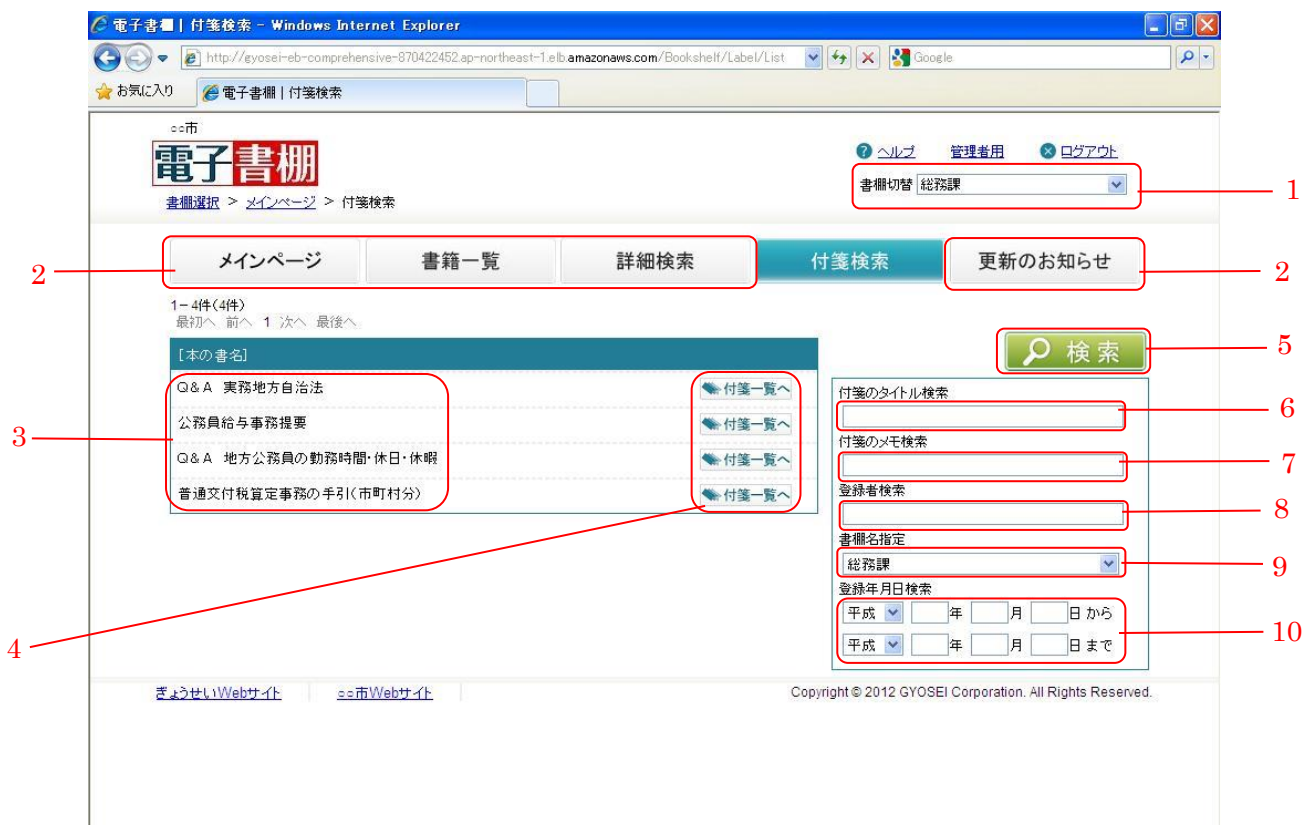 電子書棚 | 付箋検索 - Windows Internet Explorer
http://gyosei-eb-comprehensive-870422452.ap-northeast-1.elb.amazonaws.com/Bookshelf/Label/List
Google
お気に入り
電子書棚 | 付箋検索
○○市
電子書棚
ヘルプ 管理者用 ログアウト
書棚切替 総務課
1
書棚選択 > メインページ > 付箋検索
2
メインページ 書籍一覧 詳細検索 付箋検索 更新のお知らせ
2
1-4件(4件)
最初へ 前へ 1 次へ 最後へ
検索
5
[本の書名]
3
Q&A 実務地方自治法 付箋一覧へ
公務員給与事務提要 付箋一覧へ
Q&A 地方公務員の勤務時間・休日・休暇 付箋一覧へ
普通交付税算定事務の手引(市町村分) 付箋一覧へ
4
付箋のタイトル検索
6
付箋のメモ検索
7
登録者検索
8
書棚名指定
総務課
9
登録年月日検索
平成 年 月 日 から
平成 年 月 日 まで
10
ぎょうせいWebサイト ○○市Webサイト
Copyright © 2012 GYOSEI Corporation. All Rights Reserved.